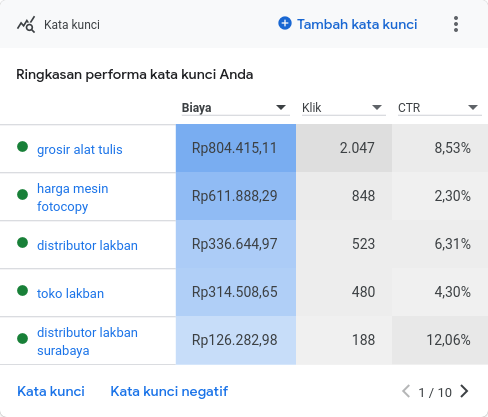 Kata kunci
Tambah kata kunci
Ringkasan performa kata kunci Anda
Biaya Klik CTR
grosir alat tulis Rp804.415,11 2.047 8,53%
harga mesin
fotocopy Rp611.888,29 848 2,30%
distributor lakban Rp336.644,97 523 6,31%
toko lakban Rp314.508,65 480 4,30%
distributor lakban
surabaya Rp126.282,98 188 12,06%
Kata kunci Kata kunci negatif 1 / 10